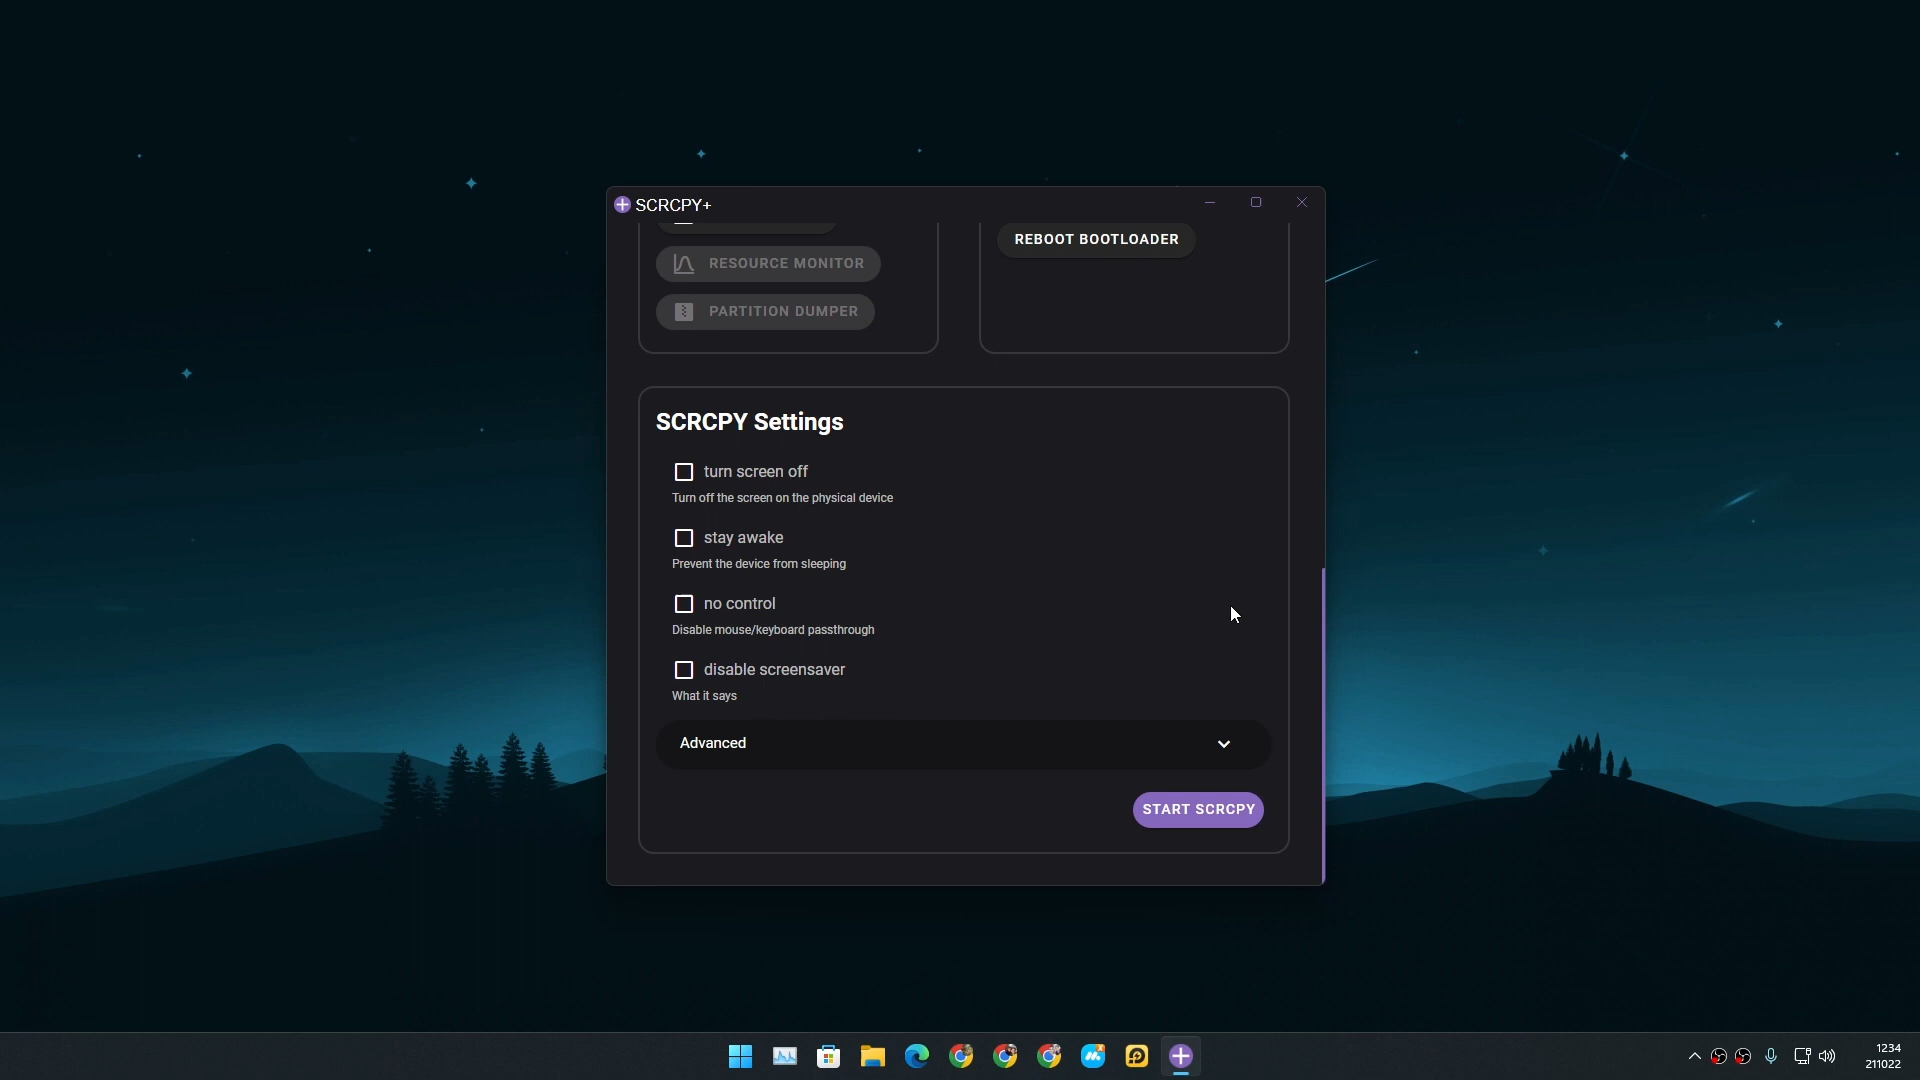 SCRCPY+
RESOURCE MONITOR
PARTITION DUMPER
REBOOT BOOTLOADER
SCRCPY Settings
turn screen off
Turn off the screen on the physical device
stay awake
Prevent the device from sleeping
no control
Disable mouse/keyboard passthrough
disable screensaver
What it says
Advanced
START SCRCPY
1234
211022